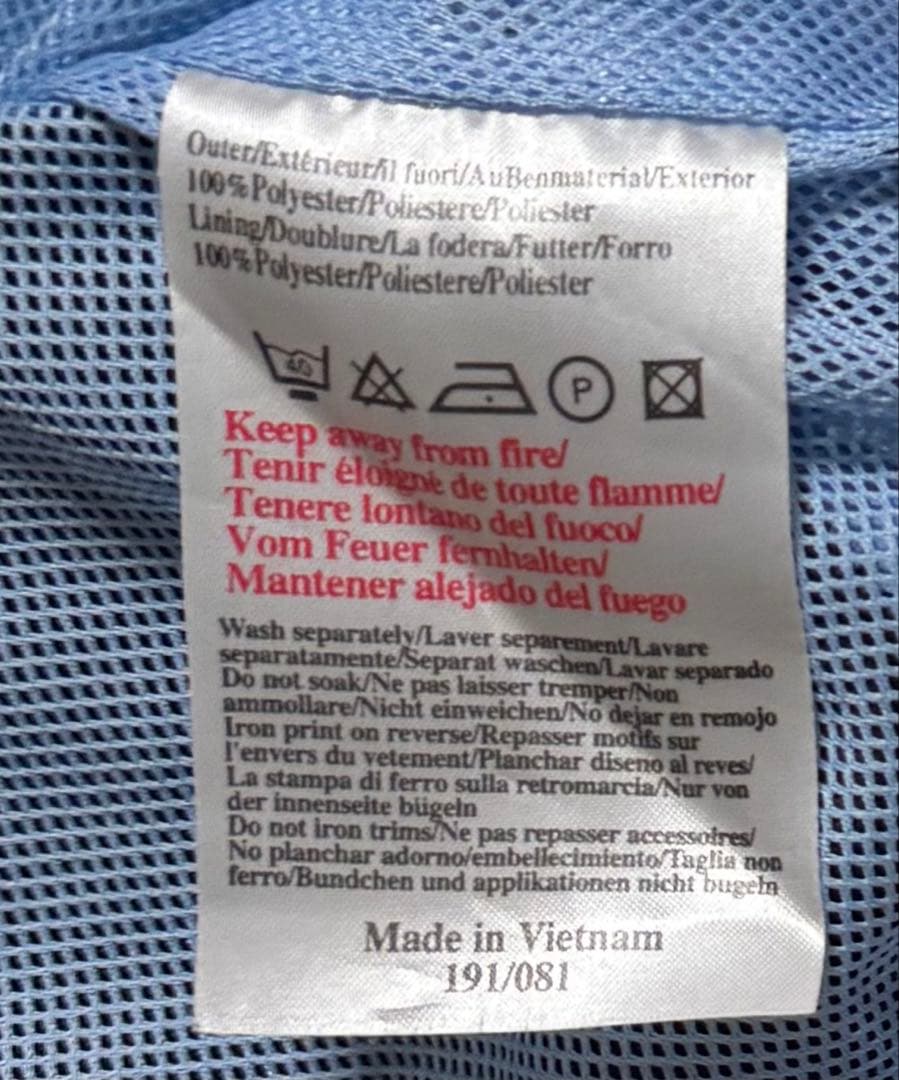 Outer/Extérieur/il fuori/AuBenmaterial/Exterior
100%Polyester/Poliestere/Poliester
Lining/Doublure/La fodera/Futter/Forro
100%Polyester/Poliestere/Poliester
40 P
Keep away from fire/
Tenir éloigné de toute flamme/
Tenere lontano del fuoco/
Vom Feuer fernhalten/
Mantener alejado del fuego
Wash separately/Laver separement/Lavare
separatamente/Separat waschen/Lavar separado
Do not soak/Ne pas laisser tremper/Non
ammollare/Nicht einweichen/No dejar en remojo
Iron print on reverse/Repasser motifs sur
l'envers du vetement/Planchar diseno al reves/
La stampa di ferro sulla retromarcia/Nur von
der innenseite bügeln
Do not iron trims/Ne pas repasser accessoires/
No planchar adorno/embellecimiento/Taglia non
ferro/Bundchen und applikationen nicht bugeln
Made in Vietnam
191/081